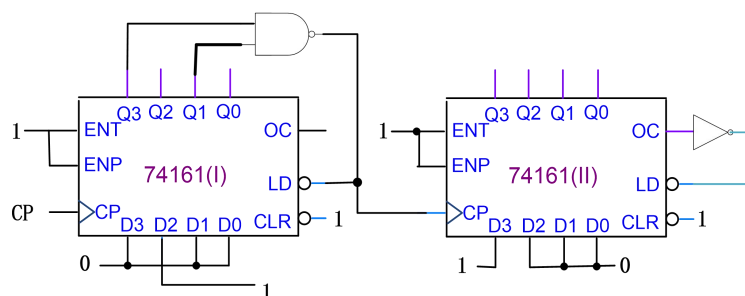 Q3 Q2 Q1 Q0
Q3 Q2 Q1 Q0
1 ENT OC
1 ENT OC
ENP
ENP
74161(I)
74161(II)
LD
LD
CP CP CLR 1
CP CLR 1
D3 D2 D1 D0
D3 D2 D1 D0
0
1
1
0